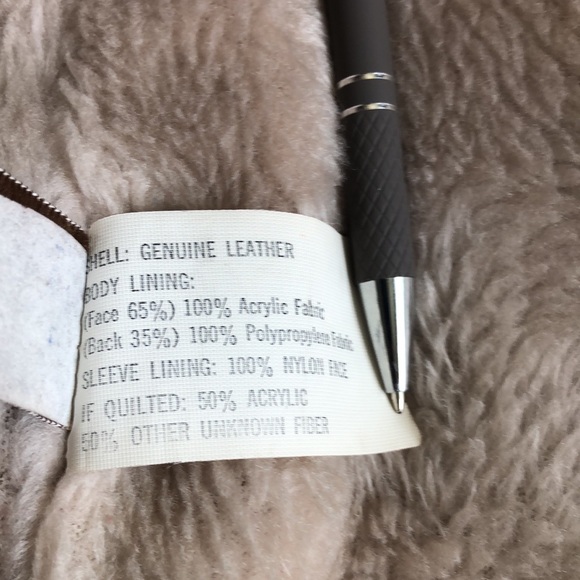 SHELL: GENUINE LEATHER
BODY LINING:
(Face 65%) 100% Acrylic Fabric
(Back 35%) 100% Polypropylene Fabric
SLEEVE LINING: 100% NYLON FACE
IF QUILTED: 50% ACRYLIC
50% OTHER UNKNOWN FIBER